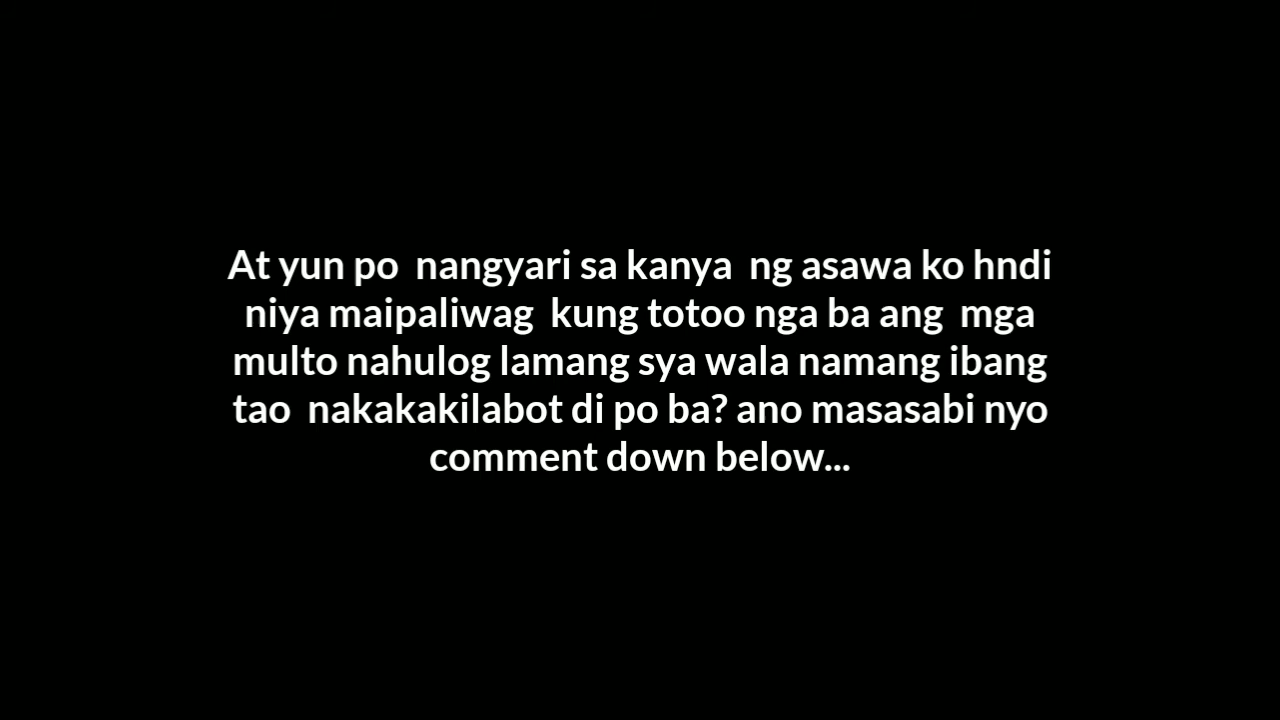 At yun po  nangyari sa kanya  ng asawa ko hndi
niya maipaliwag  kung totoo nga ba ang  mga
multo nahulog lamang sya wala namang ibang
tao  nakakakilabot di po ba? ano masasabi nyo
comment down below...